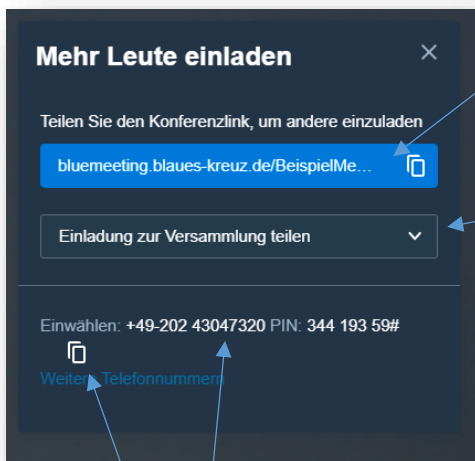 Mehr Leute einladen
Teilen Sie den Konferenzlink, um andere einzuladen
bluemeeting.blaues-kreuz.de/BeispielMe...
Einladung zur Versammlung teilen
Einwählen: +49-202 43047320 PIN: 344 193 59#
Weitere Telefonnummern